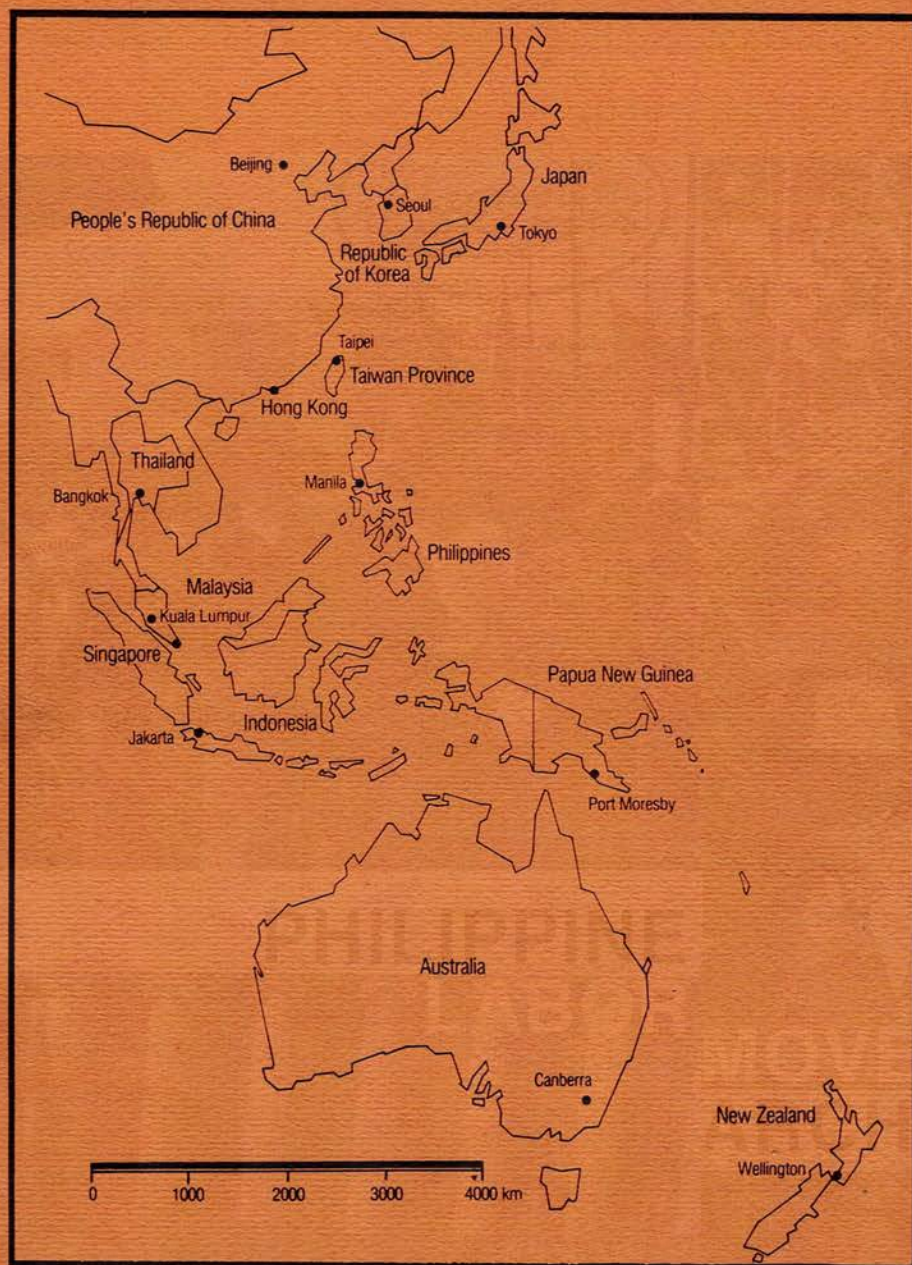 Beijing
Japan
People's Republic of China
Seoul
Tokyo
Republic
of Korea
Taipei
Taiwan Province
Hong Kong
Thailand
Manila
Bangkok
Philippines
Malaysia
Kuala Lumpur
Singapore
Papua New Guinea
Indonesia
Jakarta
Port Moresby
PHILIPPINE
LABOR
Australia
Canberra
New Zealand
Wellington
0 1000 2000 3000 4000 km